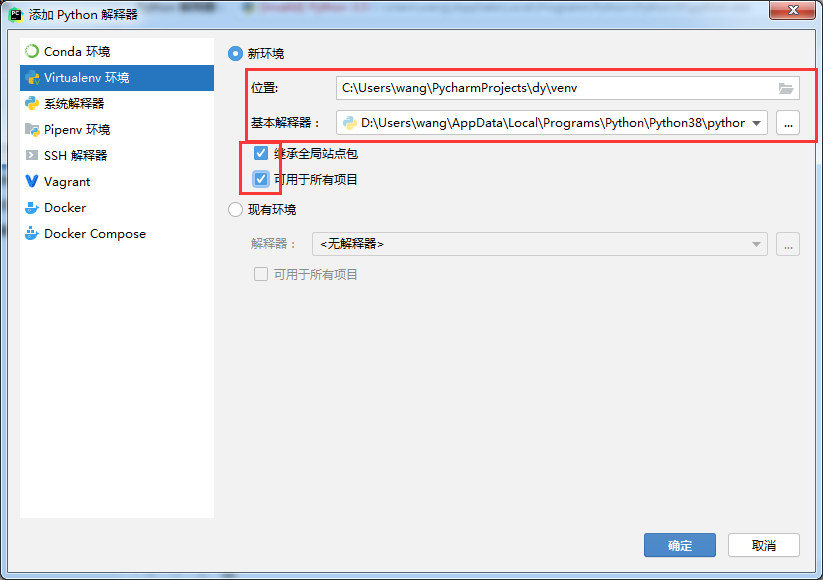 添加 Python 解释器
Conda 环境
Virtualenv 环境
系统解释器
Pipenv 环境
SSH 解释器
Vagrant
Docker
Docker Compose
新环境
位置: C:\Users\wang\PycharmProjects\dy\venv
基本解释器： D:\Users\wang\AppData\Local\Programs\Python\Python38\python ...
继承全局站点包
可用于所有项目
现有环境
解释器： <无解释器> ...
可用于所有项目
确定 取消